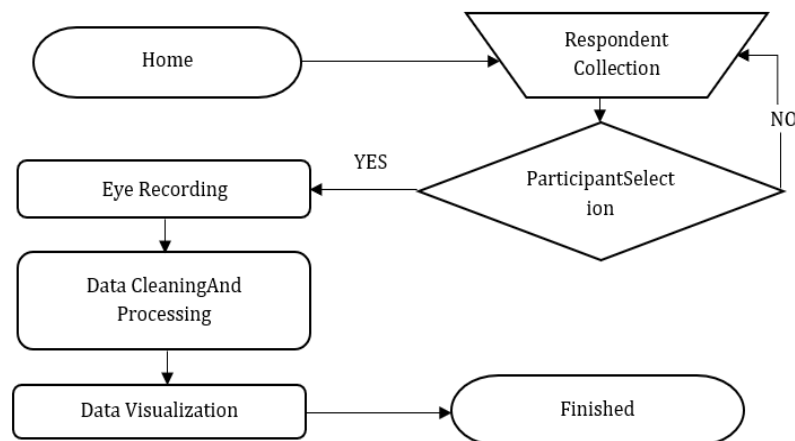 Home
Respondent
Collection
NO
ParticipantSelect
ion
YES
Eye Recording
Data CleaningAnd
Processing
Data Visualization
Finished